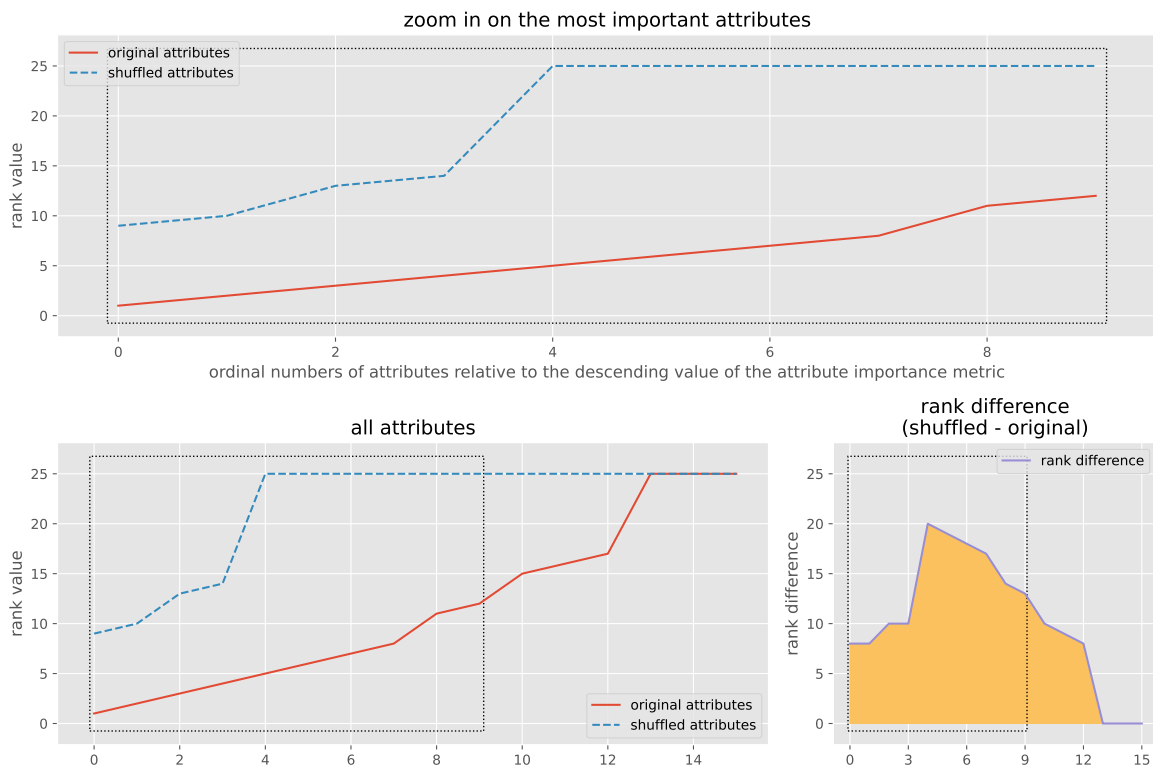 zoom in on the most important attributes
original attributes
shuffled attributes
25
20
15
10
5
0
rank value
0 2 4 6 8
ordinal numbers of attributes relative to the descending value of the attribute importance metric
all attributes
25
20
15
10
5
0
rank value
original attributes
shuffled attributes
0 2 4 6 8 10 12 14
rank difference
(shuffled - original)
rank difference
25
20
15
10
5
0
rank difference
0 3 6 9 12 15